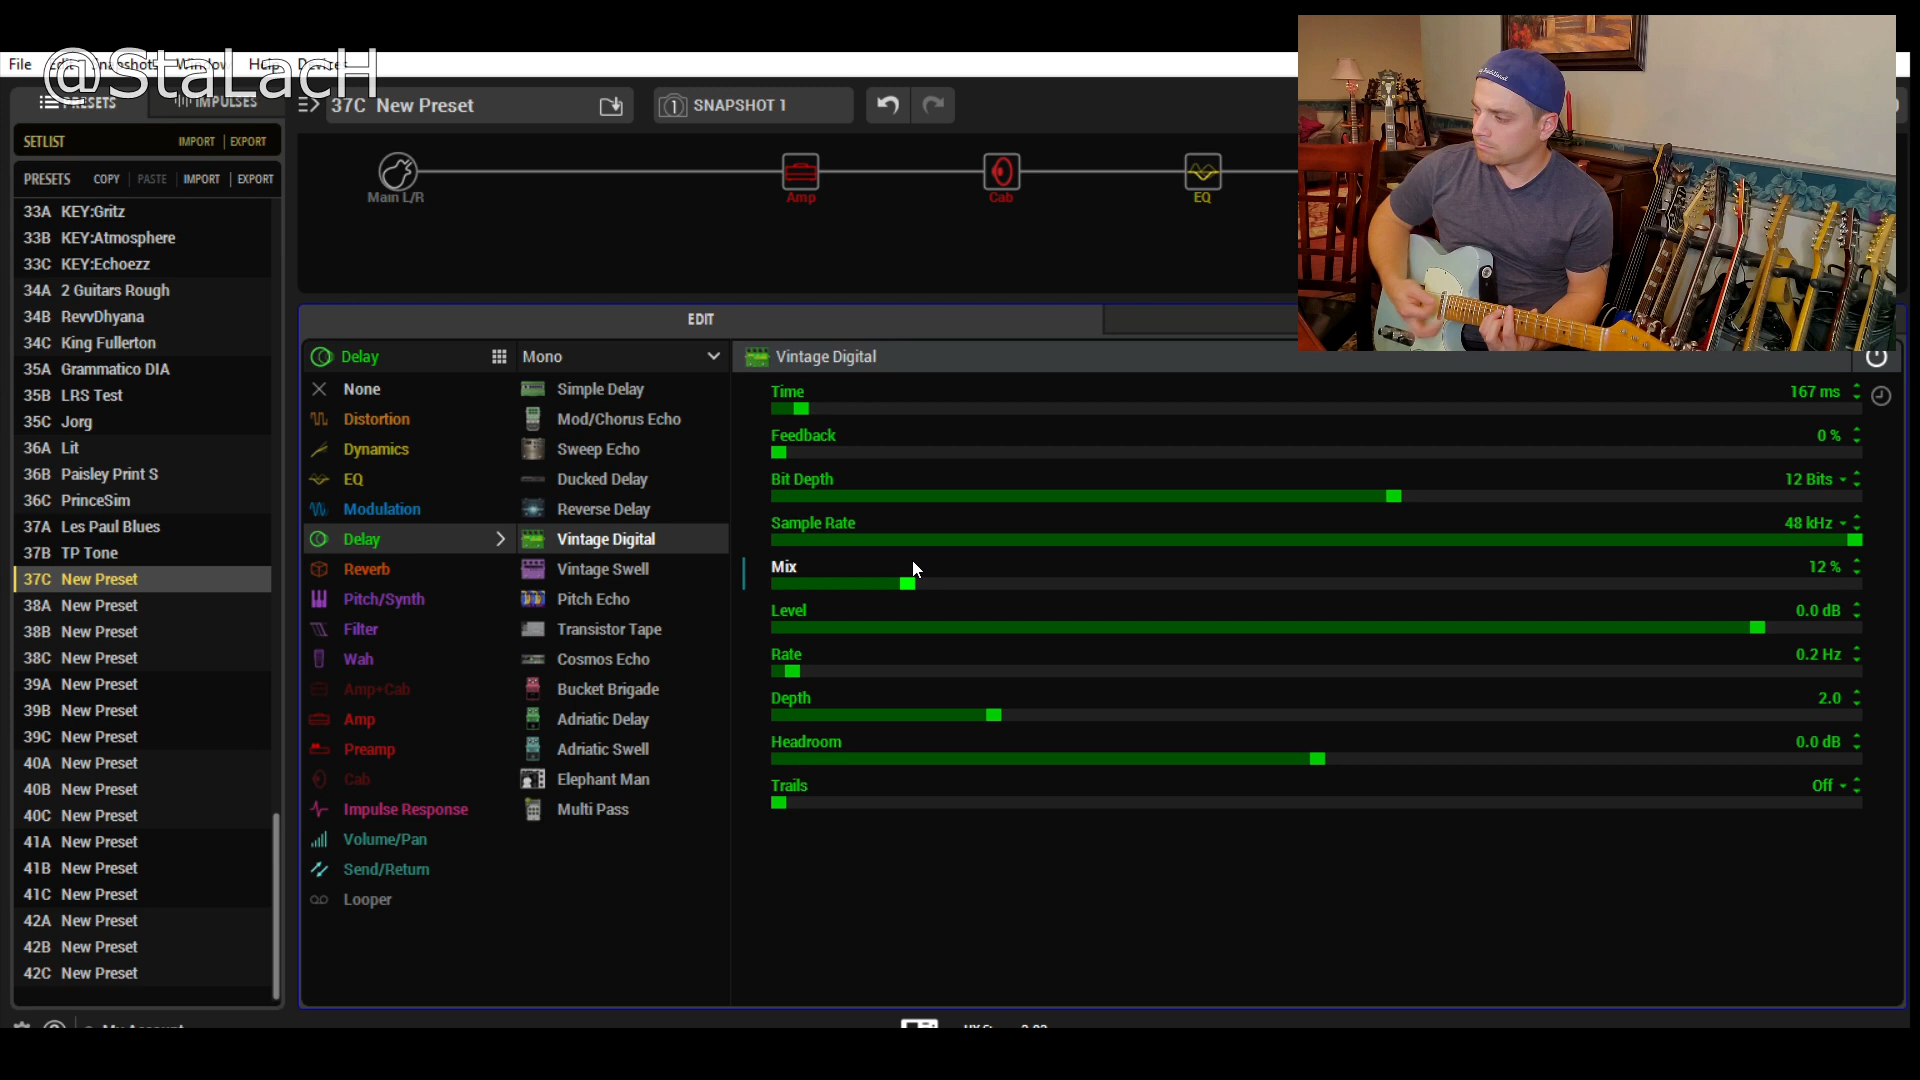 @StaLacH
File Edit Snapshots Window Help Devices
PRESETS IMPULSES
37C New Preset
1 SNAPSHOT 1
SETLIST IMPORT | EXPORT
PRESETS COPY | PASTE | IMPORT | EXPORT
33A KEY:Gritz
33B KEY:Atmosphere
33C KEY:Echoezz
34A 2 Guitars Rough
34B RevvDhyana
34C King Fullerton
35A Grammatico DIA
35B LRS Test
35C Jorg
36A Lit
36B Paisley Print S
36C PrinceSim
37A Les Paul Blues
37B TP Tone
37C New Preset
38A New Preset
38B New Preset
38C New Preset
39A New Preset
39B New Preset
39C New Preset
40A New Preset
40B New Preset
40C New Preset
41A New Preset
41B New Preset
41C New Preset
42A New Preset
42B New Preset
42C New Preset
My Account
Main L/R Amp Cab EQ
EDIT
Delay
None
Distortion
Dynamics
EQ
Modulation
Delay
Reverb
Pitch/Synth
Filter
Wah
Amp+Cab
Amp
Preamp
Cab
Impulse Response
Volume/Pan
Send/Return
Looper
Mono
Simple Delay
Mod/Chorus Echo
Sweep Echo
Ducked Delay
Reverse Delay
Vintage Digital
Vintage Swell
Pitch Echo
Transistor Tape
Cosmos Echo
Bucket Brigade
Adriatic Delay
Adriatic Swell
Elephant Man
Multi Pass
Vintage Digital
Time 167 ms
Feedback 0 %
Bit Depth 12 Bits
Sample Rate 48 kHz
Mix 12 %
Level 0.0 dB
Rate 0.2 Hz
Depth 2.0
Headroom 0.0 dB
Trails Off